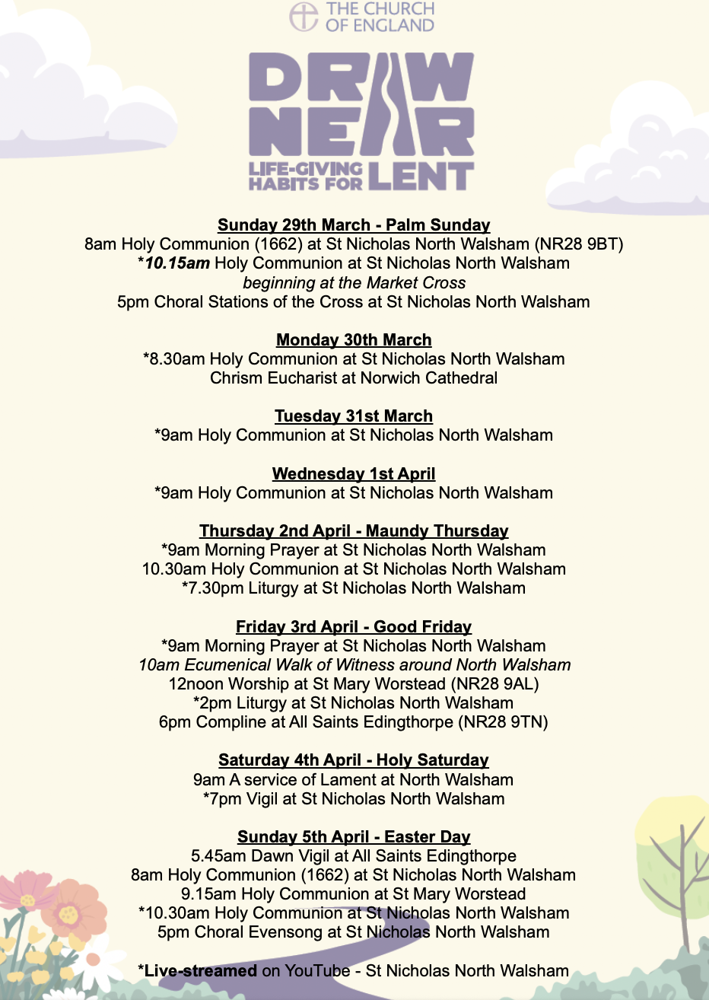 THE CHURCH
OF ENGLAND
DRAW
NEAR
LIFE-GIVING
HABITS FOR LENT
Sunday 29th March - Palm Sunday
8am Holy Communion (1662) at St Nicholas North Walsham (NR28 9BT)
*10.15am Holy Communion at St Nicholas North Walsham
beginning at the Market Cross
5pm Choral Stations of the Cross at St Nicholas North Walsham
Monday 30th March
*8.30am Holy Communion at St Nicholas North Walsham
Chrism Eucharist at Norwich Cathedral
Tuesday 31st March
*9am Holy Communion at St Nicholas North Walsham
Wednesday 1st April
*9am Holy Communion at St Nicholas North Walsham
Thursday 2nd April - Maundy Thursday
*9am Morning Prayer at St Nicholas North Walsham
10.30am Holy Communion at St Nicholas North Walsham
*7.30pm Liturgy at St Nicholas North Walsham
Friday 3rd April - Good Friday
*9am Morning Prayer at St Nicholas North Walsham
10am Ecumenical Walk of Witness around North Walsham
12noon Worship at St Mary Worstead (NR28 9AL)
*2pm Liturgy at St Nicholas North Walsham
6pm Compline at All Saints Edingthorpe (NR28 9TN)
Saturday 4th April - Holy Saturday
9am A service of Lament at North Walsham
*7pm Vigil at St Nicholas North Walsham
Sunday 5th April - Easter Day
5.45am Dawn Vigil at All Saints Edingthorpe
8am Holy Communion (1662) at St Nicholas North Walsham
9.15am Holy Communion at St Mary Worstead
*10.30am Holy Communion at St Nicholas North Walsham
5pm Choral Evensong at St Nicholas North Walsham
*Live-streamed on YouTube - St Nicholas North Walsham